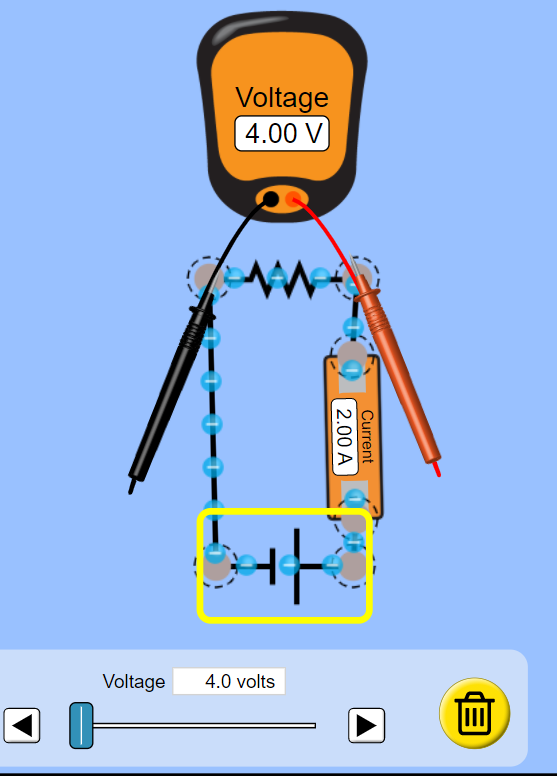 Voltage
4.00 V
Current
2.00 A
Voltage 4.0 volts